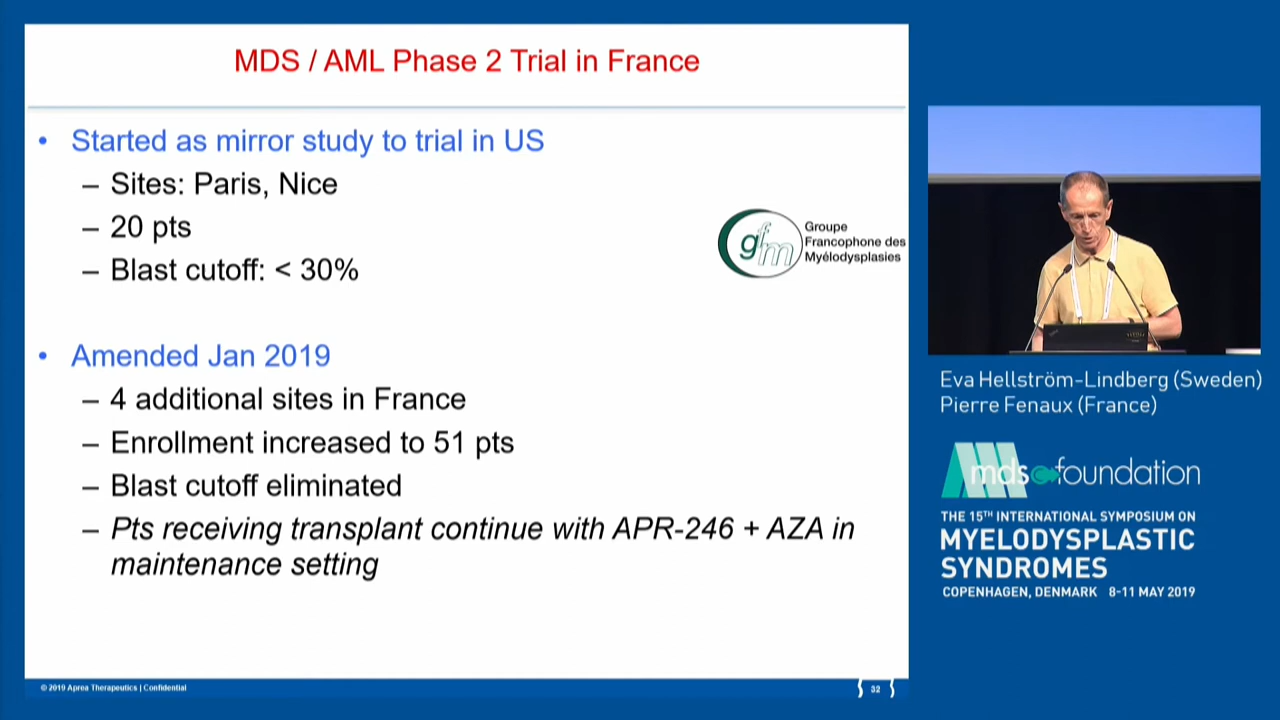 MDS / AML Phase 2 Trial in France
• Started as mirror study to trial in US
– Sites: Paris, Nice
– 20 pts
– Blast cutoff: < 30%
gfm
Groupe
Francophone des
Myélodysplasies
• Amended Jan 2019
– 4 additional sites in France
– Enrollment increased to 51 pts
– Blast cutoff eliminated
– Pts receiving transplant continue with APR-246 + AZA in
maintenance setting
© 2019 Aprea Therapeutics | Confidential
32
Eva Hellström-Lindberg (Sweden)
Pierre Fenaux (France)
mds foundation
THE 15TH INTERNATIONAL SYMPOSIUM ON
MYELODYSPLASTIC
SYNDROMES
COPENHAGEN, DENMARK 8-11 MAY 2019